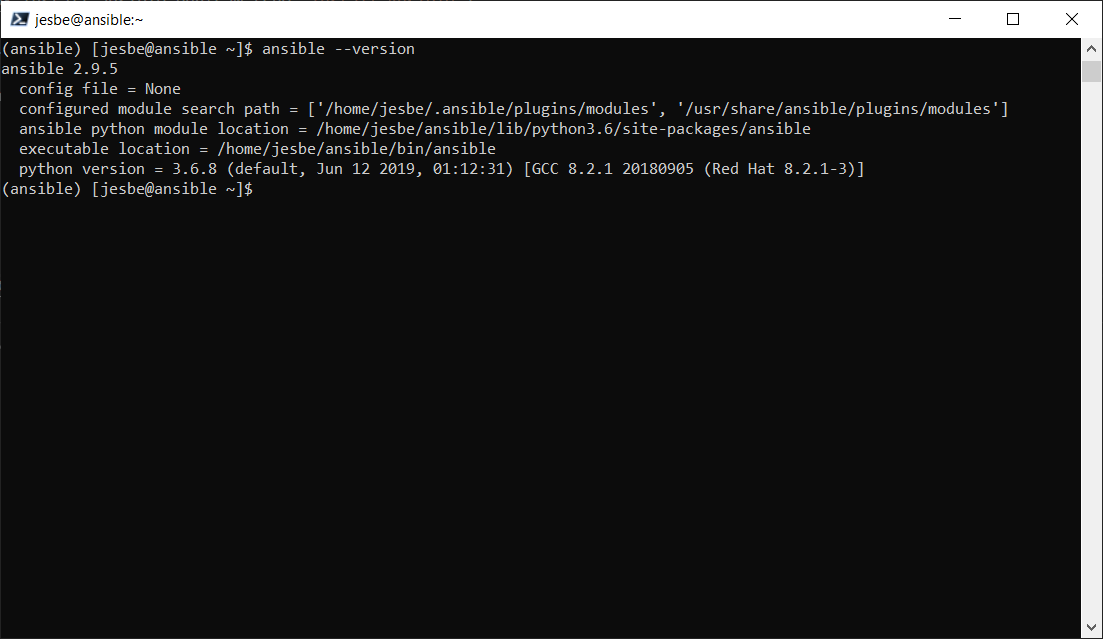 jesbe@ansible:~
(ansible) [jesbe@ansible ~]$ ansible --version
ansible 2.9.5
  config file = None
  configured module search path = ['/home/jesbe/.ansible/plugins/modules', '/usr/share/ansible/plugins/modules']
  ansible python module location = /home/jesbe/ansible/lib/python3.6/site-packages/ansible
  executable location = /home/jesbe/ansible/bin/ansible
  python version = 3.6.8 (default, Jun 12 2019, 01:12:31) [GCC 8.2.1 20180905 (Red Hat 8.2.1-3)]
(ansible) [jesbe@ansible ~]$